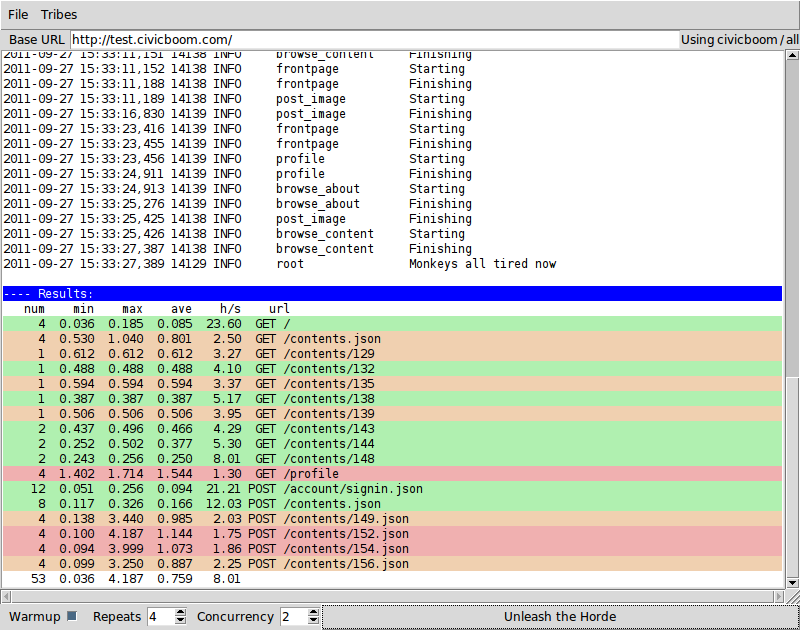 File Tribes
Base URL http://test.civicboom.com/ Using civicboom / all
2011-09-27 15:33:11,151 14138 INFO browse_content Finishing
2011-09-27 15:33:11,152 14138 INFO frontpage Starting
2011-09-27 15:33:11,188 14138 INFO frontpage Finishing
2011-09-27 15:33:11,189 14138 INFO post_image Starting
2011-09-27 15:33:16,830 14139 INFO post_image Finishing
2011-09-27 15:33:23,416 14139 INFO frontpage Starting
2011-09-27 15:33:23,455 14139 INFO frontpage Finishing
2011-09-27 15:33:23,456 14139 INFO profile Starting
2011-09-27 15:33:24,911 14139 INFO profile Finishing
2011-09-27 15:33:24,913 14139 INFO browse_about Starting
2011-09-27 15:33:25,276 14139 INFO browse_about Finishing
2011-09-27 15:33:25,425 14138 INFO post_image Finishing
2011-09-27 15:33:25,426 14138 INFO browse_content Starting
2011-09-27 15:33:27,387 14138 INFO browse_content Finishing
2011-09-27 15:33:27,389 14129 INFO root Monkeys all tired now
---- Results:
num min max ave h/s url
4 0.036 0.185 0.085 23.60 GET /
4 0.530 1.040 0.801 2.50 GET /contents.json
1 0.612 0.612 0.612 3.27 GET /contents/129
1 0.488 0.488 0.488 4.10 GET /contents/132
1 0.594 0.594 0.594 3.37 GET /contents/135
1 0.387 0.387 0.387 5.17 GET /contents/138
1 0.506 0.506 0.506 3.95 GET /contents/139
2 0.437 0.496 0.466 4.29 GET /contents/143
2 0.252 0.502 0.377 5.30 GET /contents/144
2 0.243 0.256 0.250 8.01 GET /contents/148
4 1.402 1.714 1.544 1.30 GET /profile
12 0.051 0.256 0.094 21.21 POST /account/signin.json
8 0.117 0.326 0.166 12.03 POST /contents.json
4 0.138 3.440 0.985 2.03 POST /contents/149.json
4 0.100 4.187 1.144 1.75 POST /contents/152.json
4 0.094 3.999 1.073 1.86 POST /contents/154.json
4 0.099 3.250 0.887 2.25 POST /contents/156.json
53 0.036 4.187 0.759 8.01
Warmup Repeats 4 Concurrency 2 Unleash the Horde